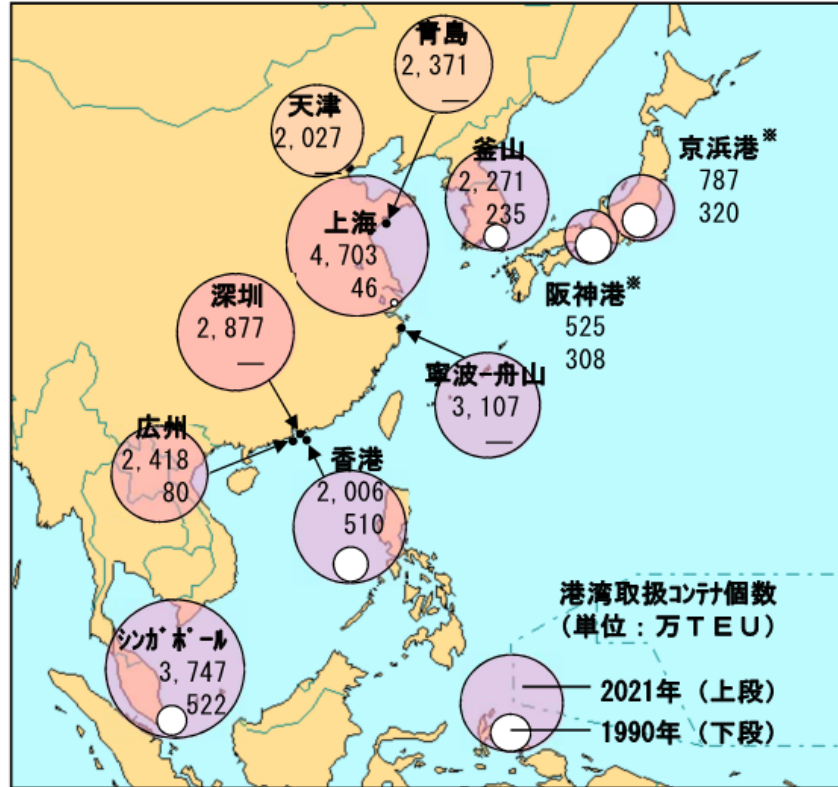 青島
2,371
―
天津
2,027
―
釜山
2,271
235
京浜港※
787
320
上海
4,703
46
阪神港※
525
308
深圳
2,877
―
寧波-舟山
3,107
―
広州
2,418
80
香港
2,006
510
シンガポール
3,747
522
港湾取扱コンテナ個数
(単位：万ＴＥＵ)
2021年（上段）
1990年（下段）